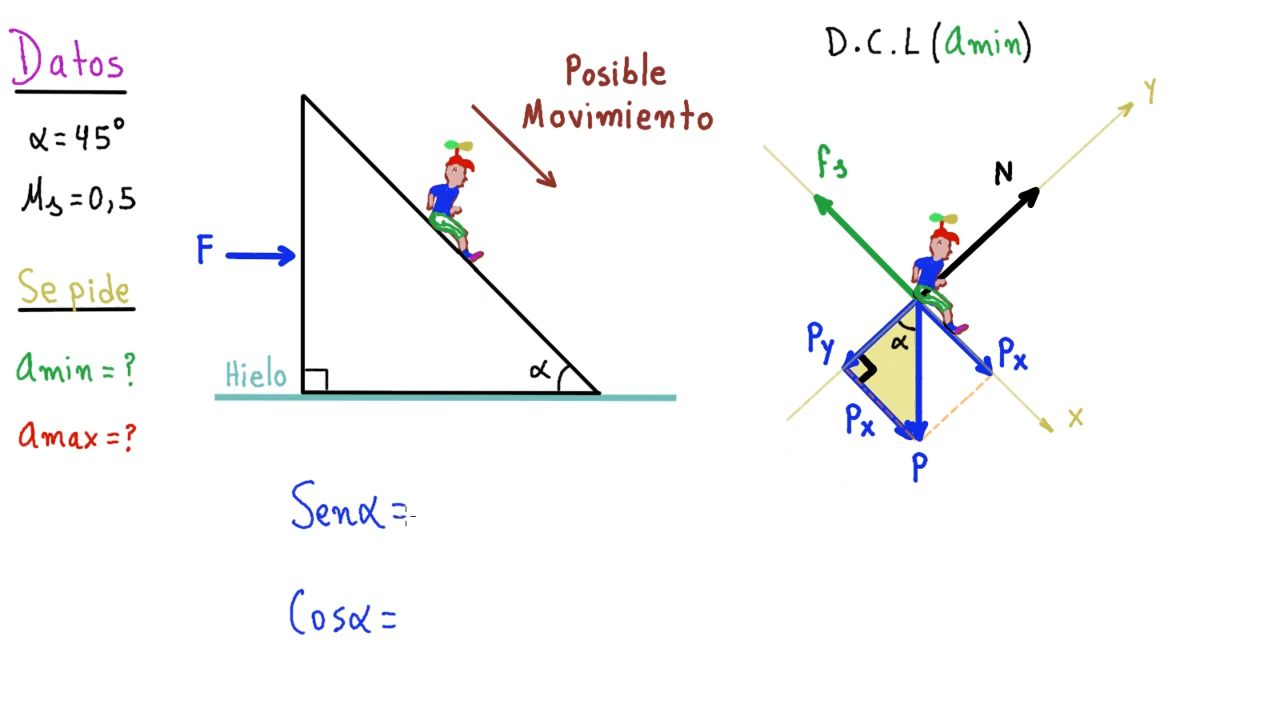 Datos
α = 45°
μs = 0,5
Se pide
amin = ?
amax = ?
F
Hielo
α
Posible
Movimiento
D.C.L (amin)
Y
fs
N
α
Py
Px
Px
P
X
Senα =
Cosα =